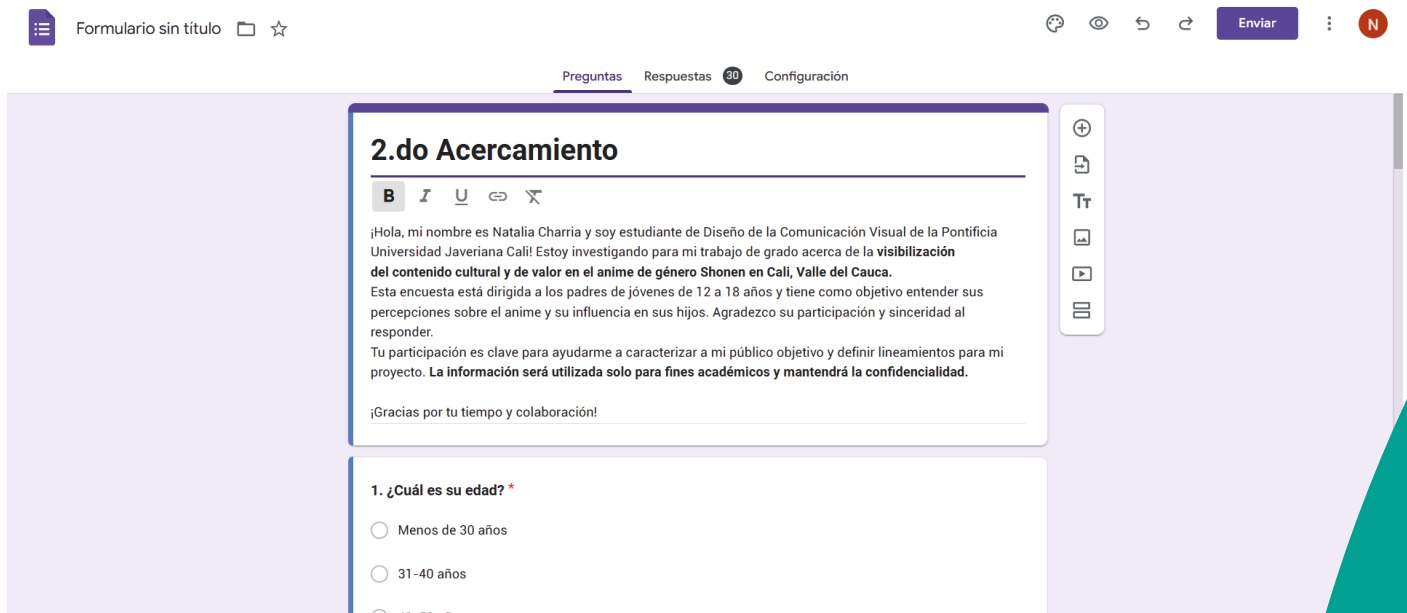 Formulario sin título
Enviar
N
Preguntas Respuestas 30 Configuración
2.do Acercamiento
B I U
¡Hola, mi nombre es Natalia Charria y soy estudiante de Diseño de la Comunicación Visual de la Pontificia
Universidad Javeriana Cali! Estoy investigando para mi trabajo de grado acerca de la visibilización
del contenido cultural y de valor en el anime de género Shonen en Cali, Valle del Cauca.
Esta encuesta está dirigida a los padres de jóvenes de 12 a 18 años y tiene como objetivo entender sus
percepciones sobre el anime y su influencia en sus hijos. Agradezco su participación y sinceridad al
responder.
Tu participación es clave para ayudarme a caracterizar a mi público objetivo y definir lineamientos para mi
proyecto. La información será utilizada solo para fines académicos y mantendrá la confidencialidad.
¡Gracias por tu tiempo y colaboración!
Tт
1. ¿Cuál es su edad? *
Menos de 30 años
31-40 años